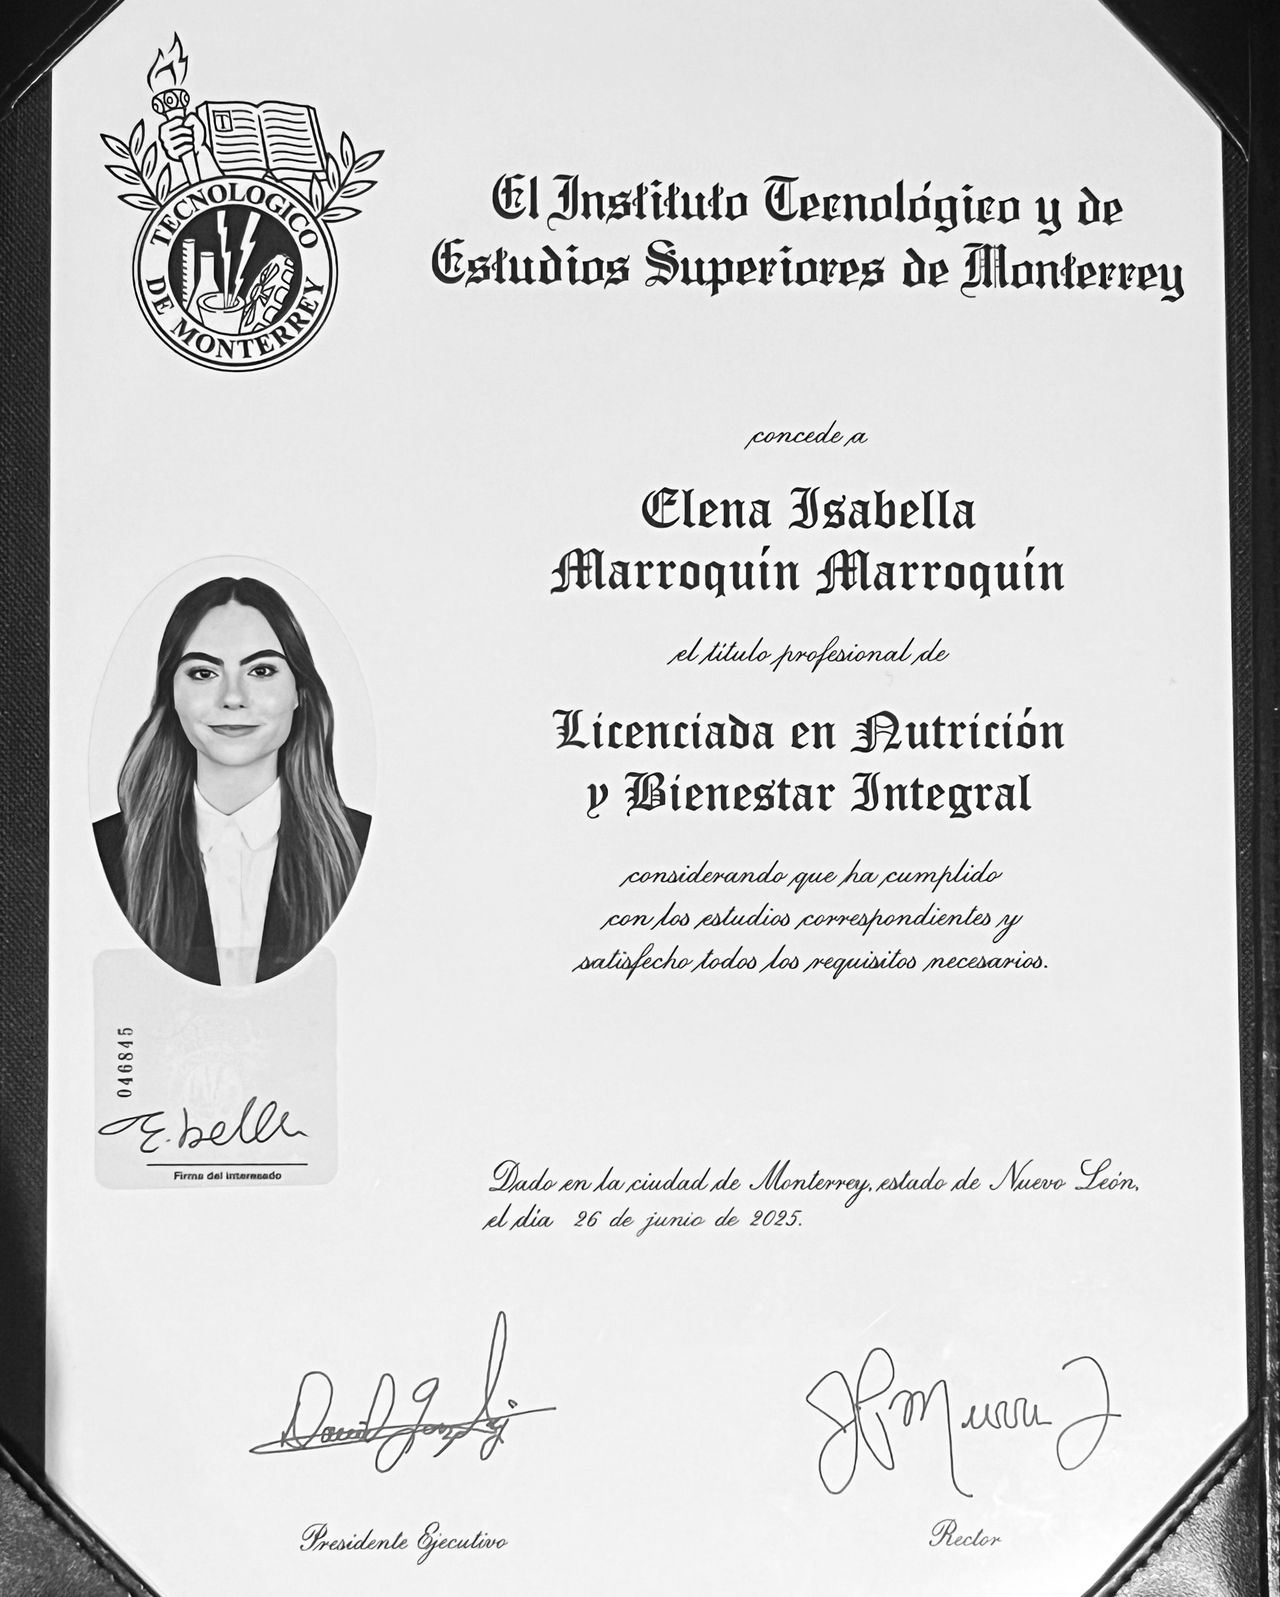 TECNOLOGICO
DE MONTERREY
T
El Instituto Tecnológico y de
Estudios Superiores de Monterrey
concede a
Elena Isabella
Marroquín Marroquín
el título profesional de
Licenciada en Nutrición
y Bienestar Integral
considerando que ha cumplido
con los estudios correspondientes y
satisfecho todos los requisitos necesarios.
046845
E. bella
Firma del interesado
Dado en la ciudad de Monterrey, estado de Nuevo León,
el día 26 de junio de 2025.
Presidente Ejecutivo
Rector